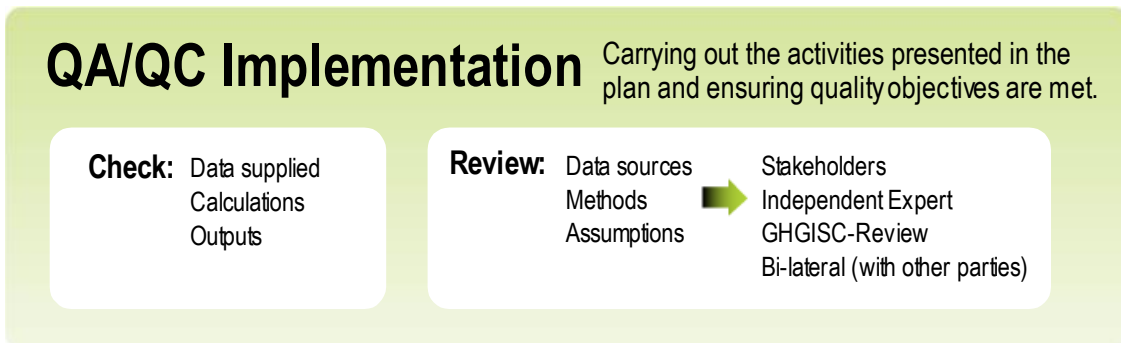 QA/QC Implementation
Carrying out the activities presented in the
plan and ensuring quality objectives are met.
Check:
Data supplied
Calculations
Outputs
Review:
Data sources
Methods
Assumptions
Stakeholders
Independent Expert
GHGISC-Review
Bi-lateral (with other parties)